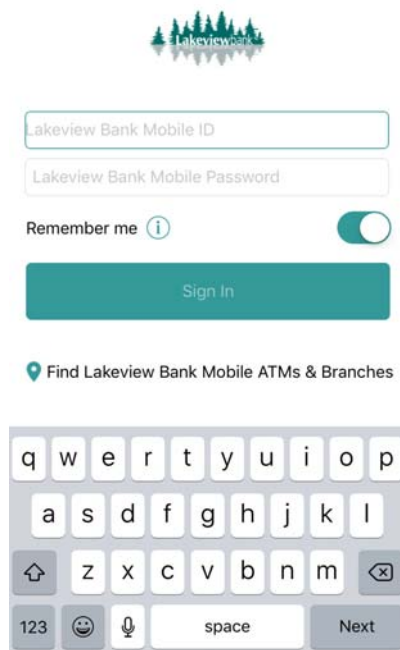 Lakeviewbank
Lakeview Bank Mobile ID
Lakeview Bank Mobile Password
Remember me i
Sign In
Find Lakeview Bank Mobile ATMs & Branches
q w e r t y u i o p
a s d f g h j k l
z x c v b n m
123 space Next